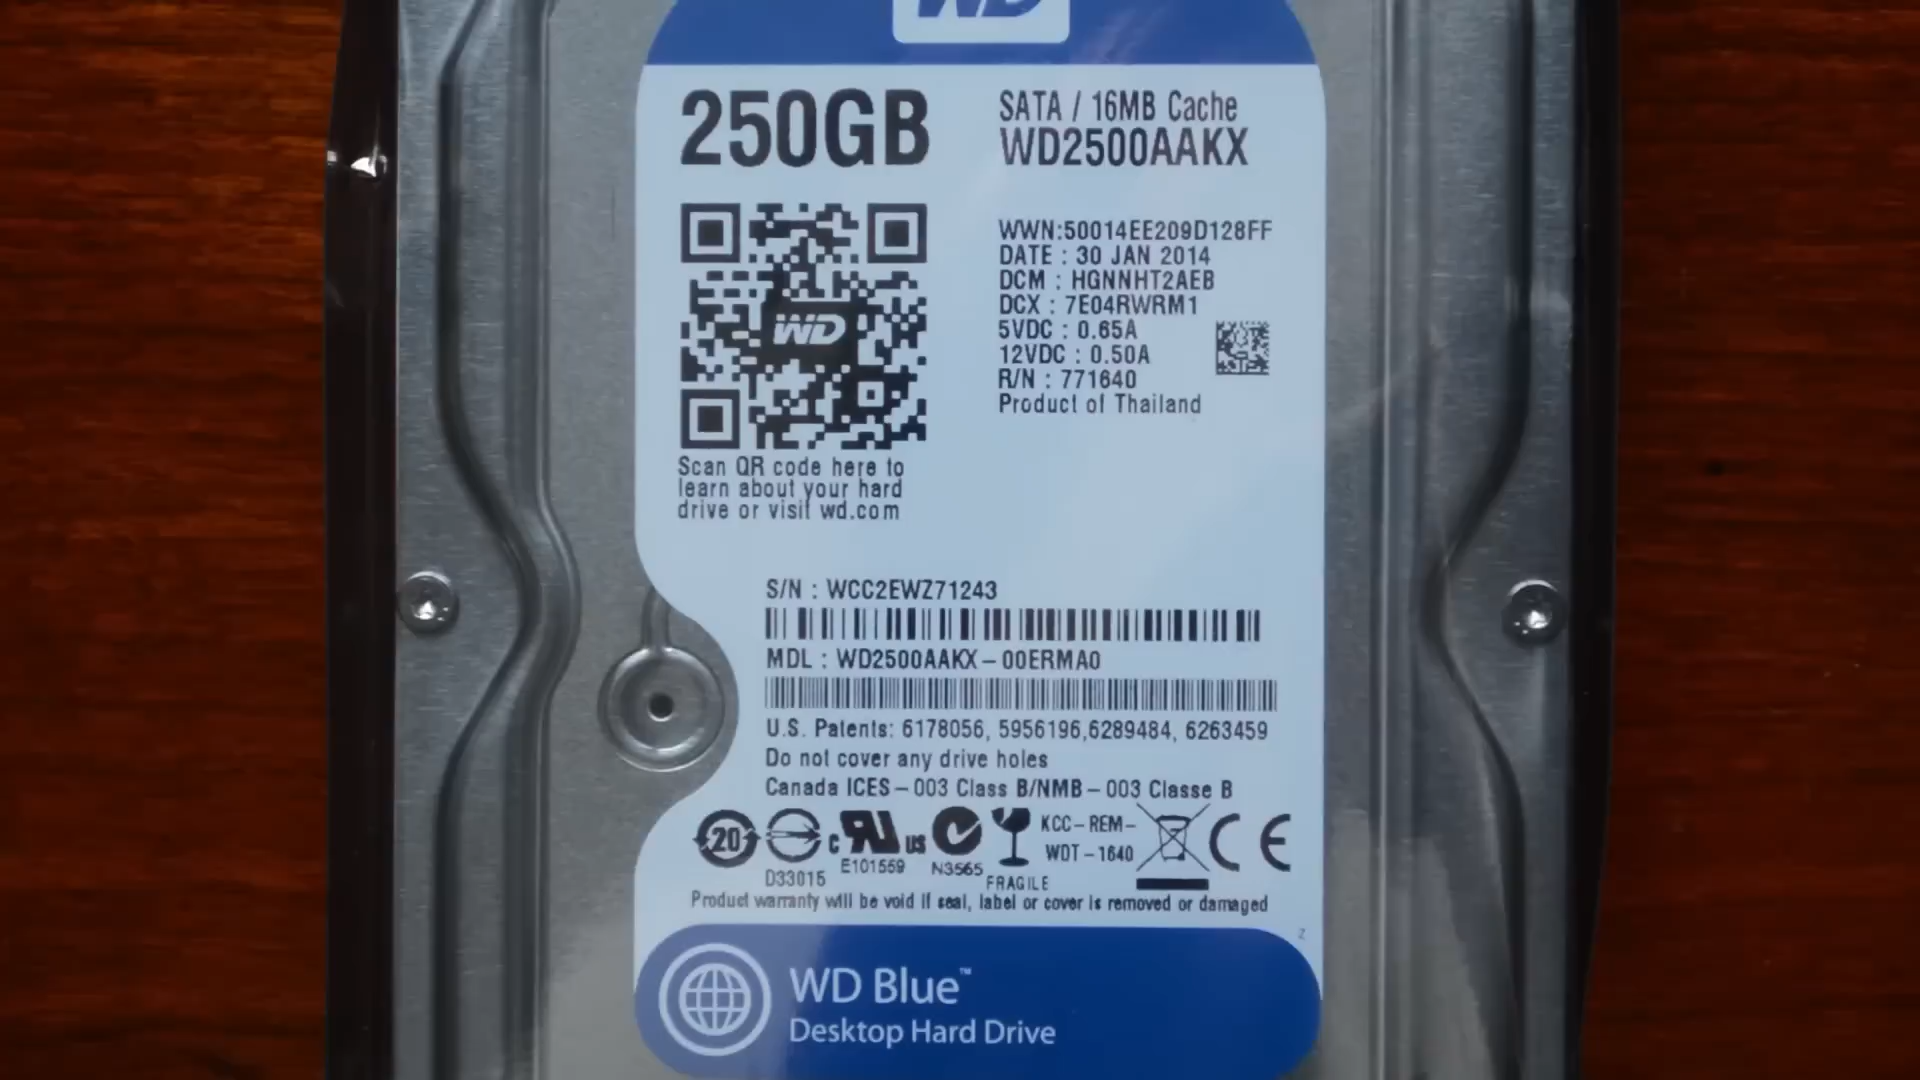 WD
250GB
SATA / 16MB Cache
WD2500AAKX
WWN:50014EE209D128FF
DATE : 30 JAN 2014
DCM : HGNNHT2AEB
DCX : 7E04RWRM1
5VDC : 0.65A
12VDC : 0.50A
R/N : 771640
Product of Thailand
WD
Scan QR code here to
learn about your hard
drive or visit wd.com
S/N : WCC2EWZ71243
MDL : WD2500AAKX-00ERMA0
U.S. Patents: 6178056, 5956196,6289484, 6263459
Do not cover any drive holes
Canada ICES-003 Class B/NMB-003 Classe B
20
D33015
c RU US
E101559
N3565
FRAGILE
KCC-REM-
WDT-1640
CE
Product warranty will be void if seal, label or cover is removed or damaged
Z
WD Blue™
Desktop Hard Drive